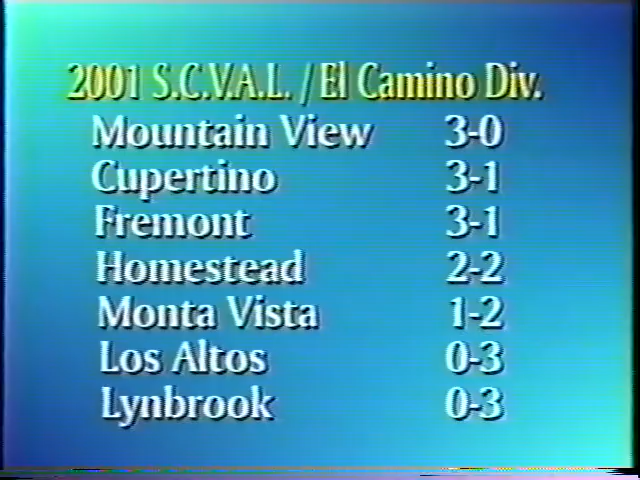 2001 S.C.V.A.L. / El Camino Div.
Mountain View 3-0
Cupertino 3-1
Fremont 3-1
Homestead 2-2
Monta Vista 1-2
Los Altos 0-3
Lynbrook 0-3